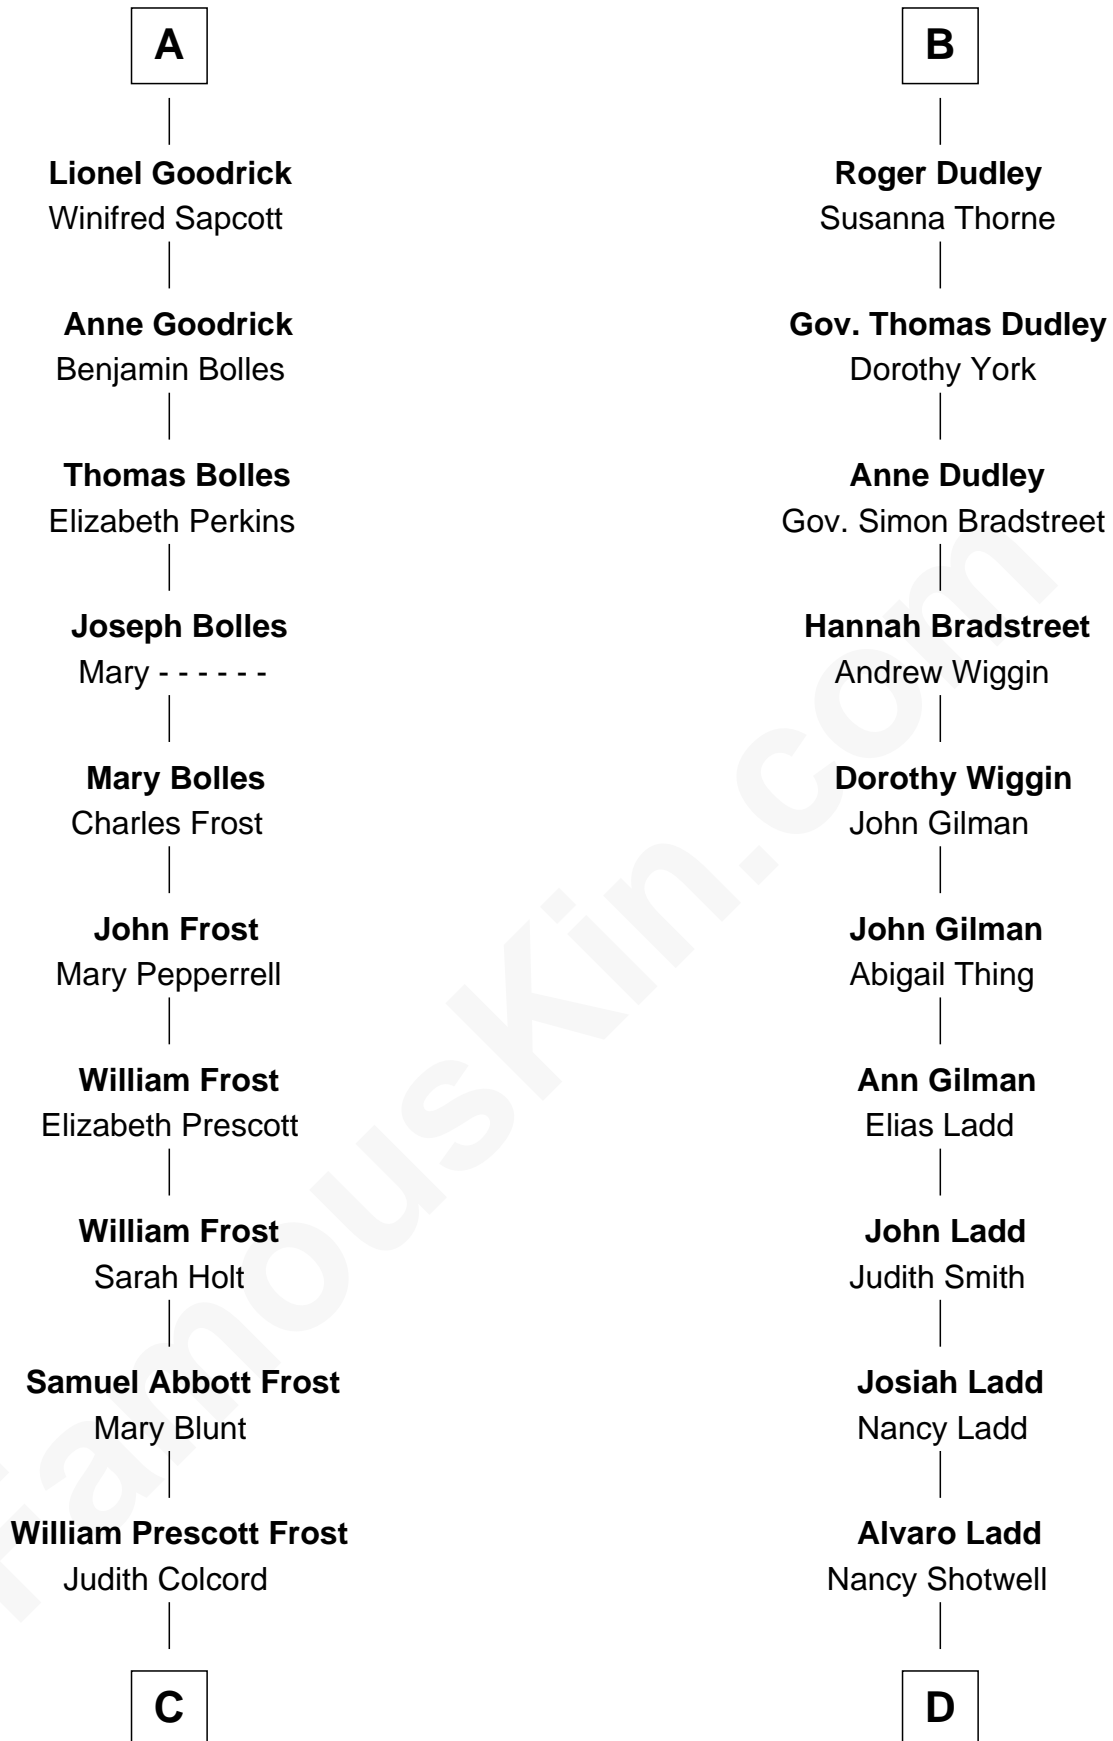 A
Lionel Goodrick
Winifred Sapcott
Anne Goodrick
Benjamin Bolles
Thomas Bolles
Elizabeth Perkins
Joseph Bolles
Mary - - - - - -
Mary Bolles
Charles Frost
John Frost
Mary Pepperrell
William Frost
Elizabeth Prescott
William Frost
Sarah Holt
Samuel Abbott Frost
Mary Blunt
William Prescott Frost
Judith Colcord
C
B
Roger Dudley
Susanna Thorne
Gov. Thomas Dudley
Dorothy York
Anne Dudley
Gov. Simon Bradstreet
Hannah Bradstreet
Andrew Wiggin
Dorothy Wiggin
John Gilman
John Gilman
Abigail Thing
Ann Gilman
Elias Ladd
John Ladd
Judith Smith
Josiah Ladd
Nancy Ladd
Alvaro Ladd
Nancy Shotwell
D
FamousKin.com